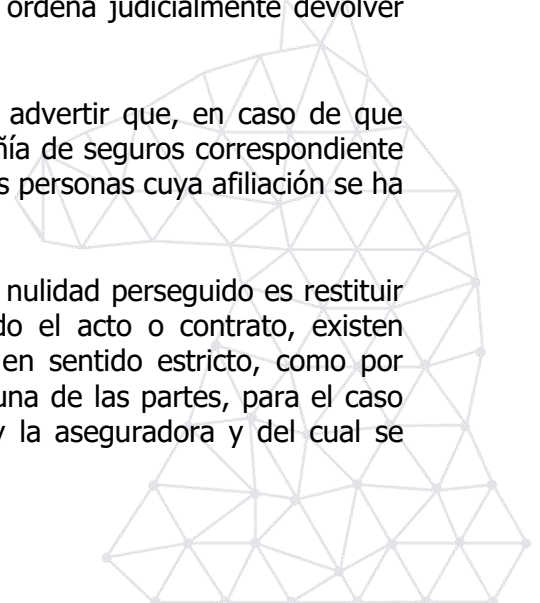 ordena judicialmente devolver
advertir que, en caso de que
ñía de seguros correspondiente
s personas cuya afiliación se ha
nulidad perseguido es restituir
do el acto o contrato, existen
en sentido estricto, como por
una de las partes, para el caso
y la aseguradora y del cual se